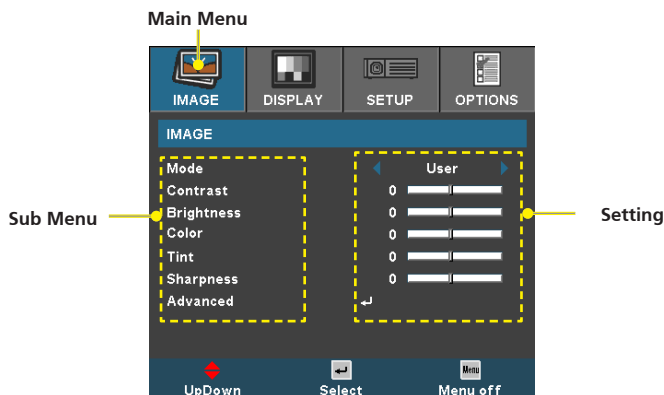 Main Menu
IMAGE DISPLAY SETUP OPTIONS
IMAGE
Mode User
Contrast 0
Brightness 0
Sub Menu Setting
Color 0
Tint 0
Sharpness 0
Advanced
Menu
UpDown Select Menu off